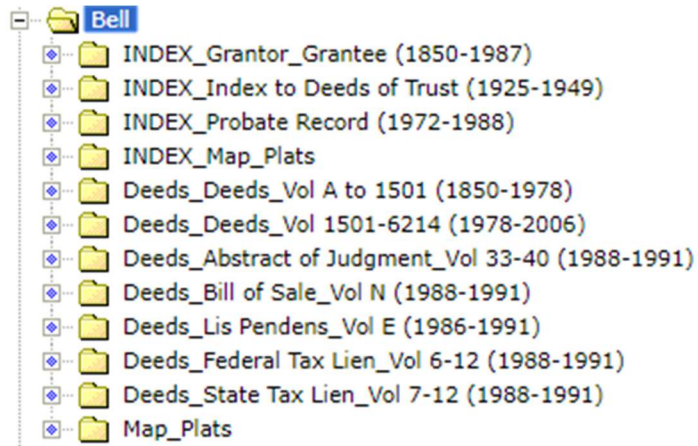 Bell
INDEX_Grantor_Grantee (1850-1987)
INDEX_Index to Deeds of Trust (1925-1949)
INDEX_Probate Record (1972-1988)
INDEX_Map_Plats
Deeds_Deeds_Vol A to 1501 (1850-1978)
Deeds_Deeds_Vol 1501-6214 (1978-2006)
Deeds_Abstract of Judgment_Vol 33-40 (1988-1991)
Deeds_Bill of Sale_Vol N (1988-1991)
Deeds_Lis Pendens_Vol E (1986-1991)
Deeds_Federal Tax Lien_Vol 6-12 (1988-1991)
Deeds_State Tax Lien_Vol 7-12 (1988-1991)
Map_Plats